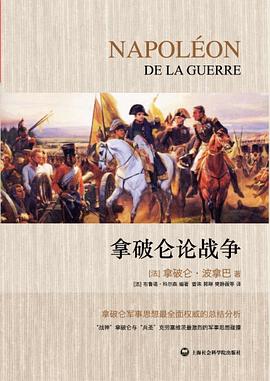 NAPOLÉON
DE LA GUERRE
拿破仑论战争
[法] 拿破仑·波拿巴 著
[法] 布鲁诺·科尔森 编著 曾珠 郭琳 樊静薇等 译
拿破仑军事思想最全面权威的总结分析
“战神”拿破仑与“兵圣”克劳塞维茨最激烈的军事思想碰撞
上海社会科学院出版社